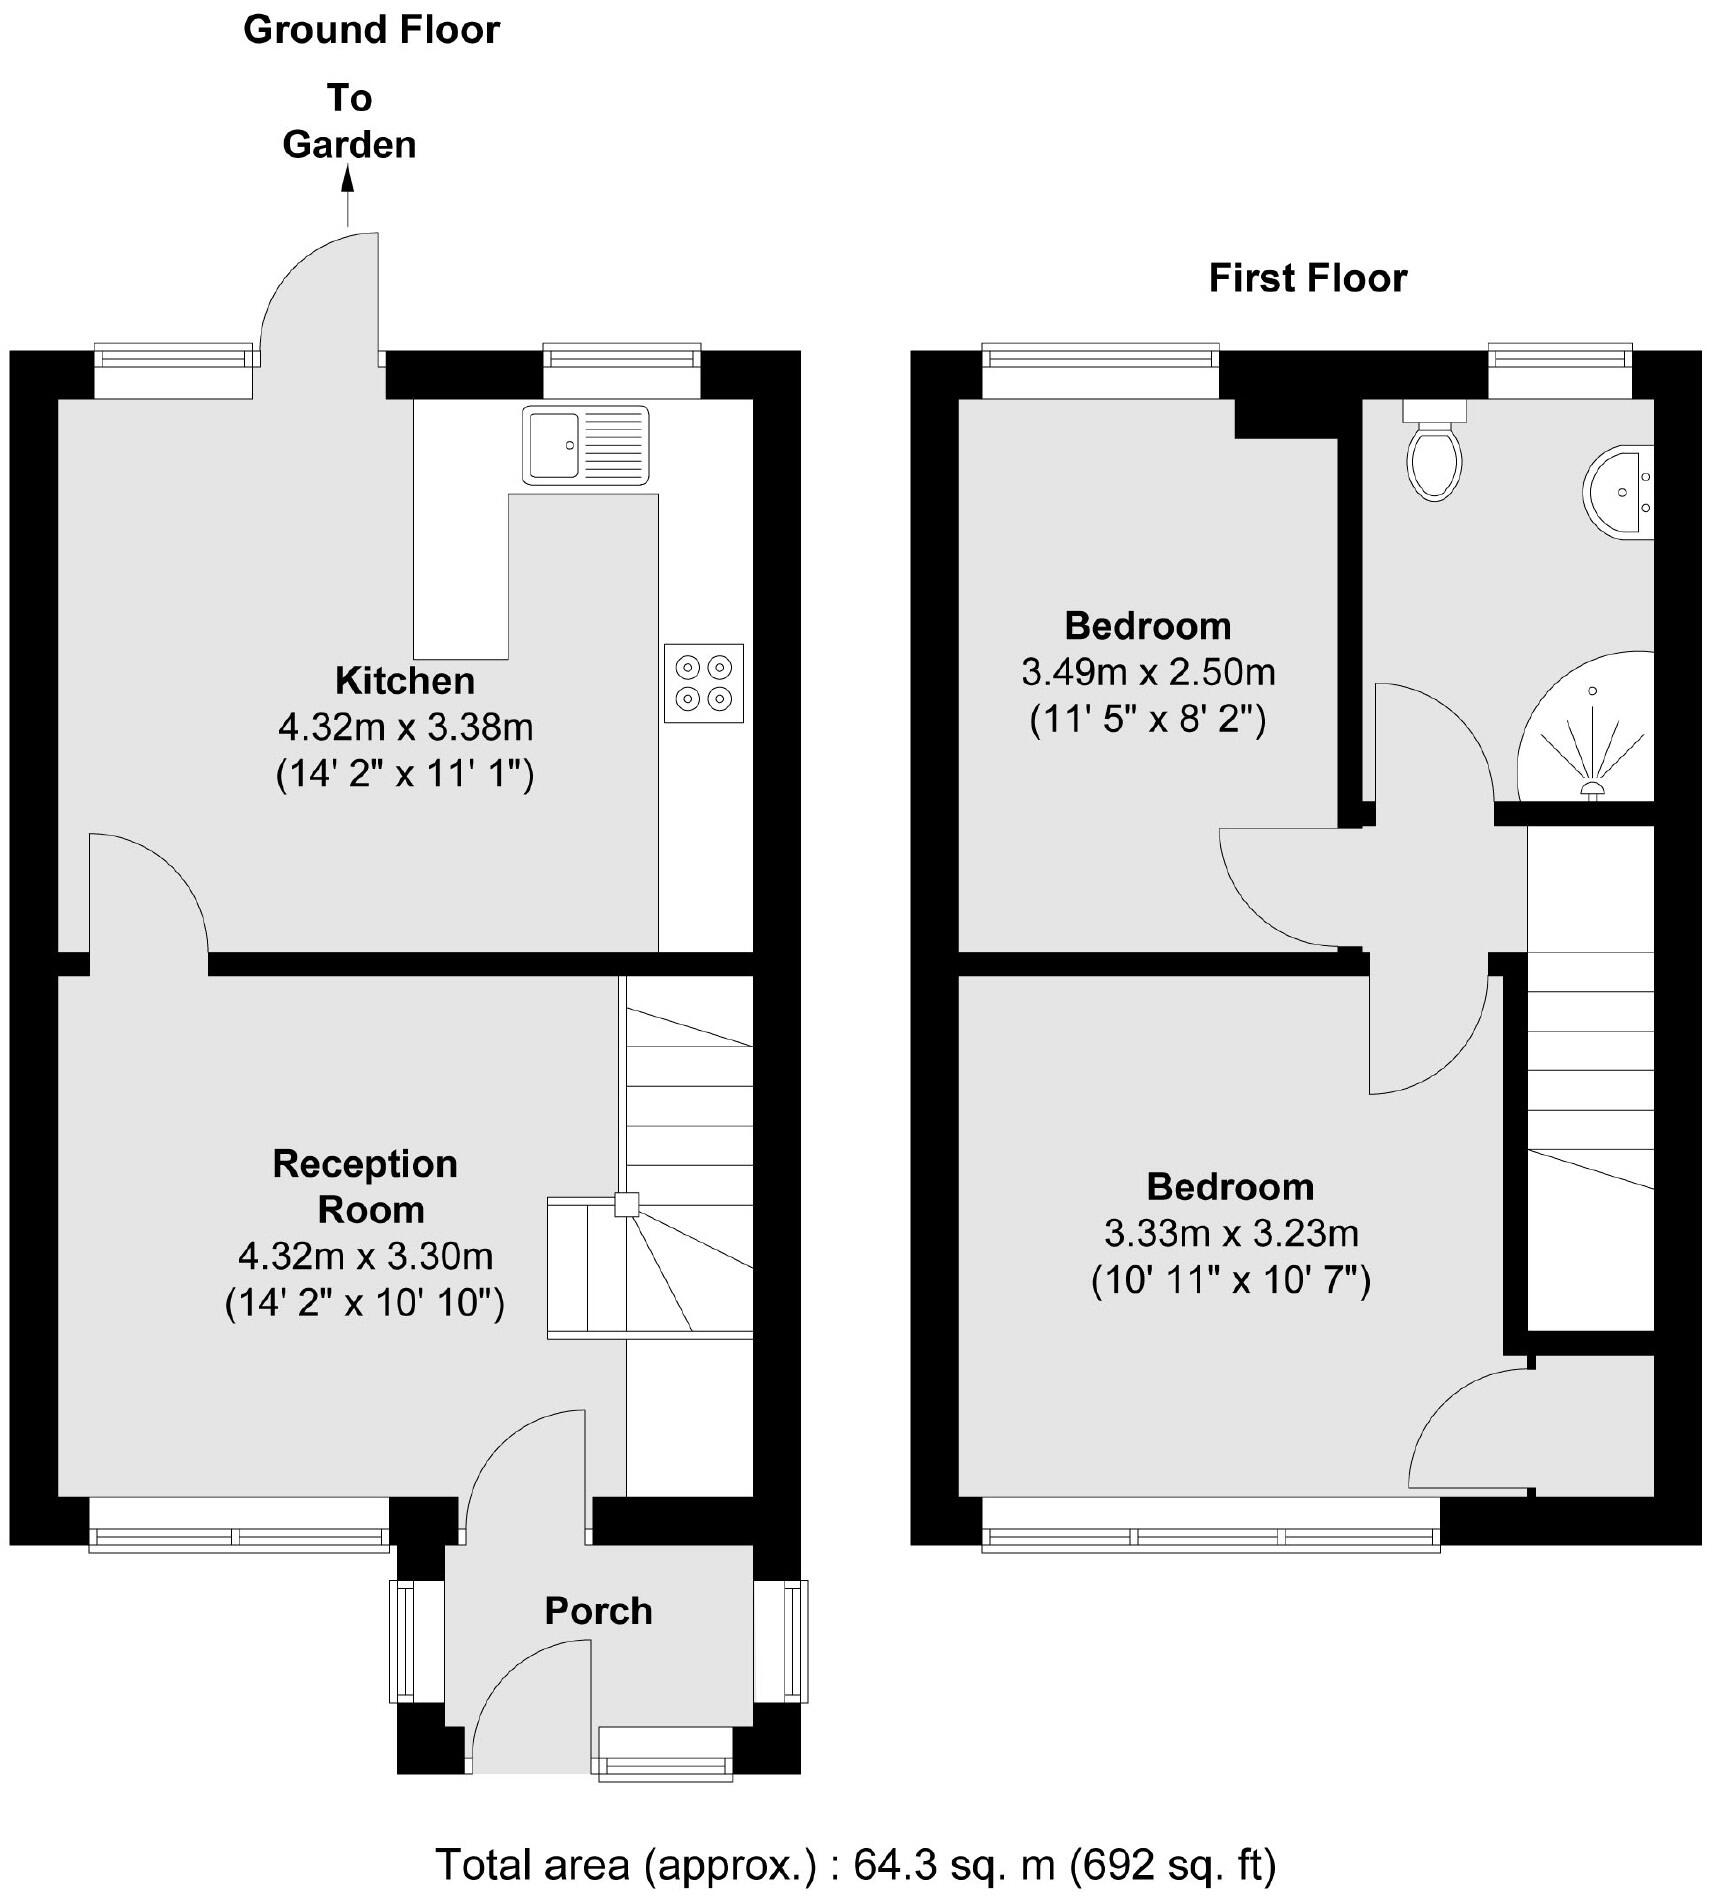 Ground Floor
To
Garden
Kitchen
4.32m x 3.38m
(14' 2" x 11' 1")
Reception
Room
4.32m x 3.30m
(14' 2" x 10' 10")
Porch
First Floor
Bedroom
3.49m x 2.50m
(11' 5" x 8' 2")
Bedroom
3.33m x 3.23m
(10' 11" x 10' 7")
Total area (approx.) : 64.3 sq. m (692 sq. ft)